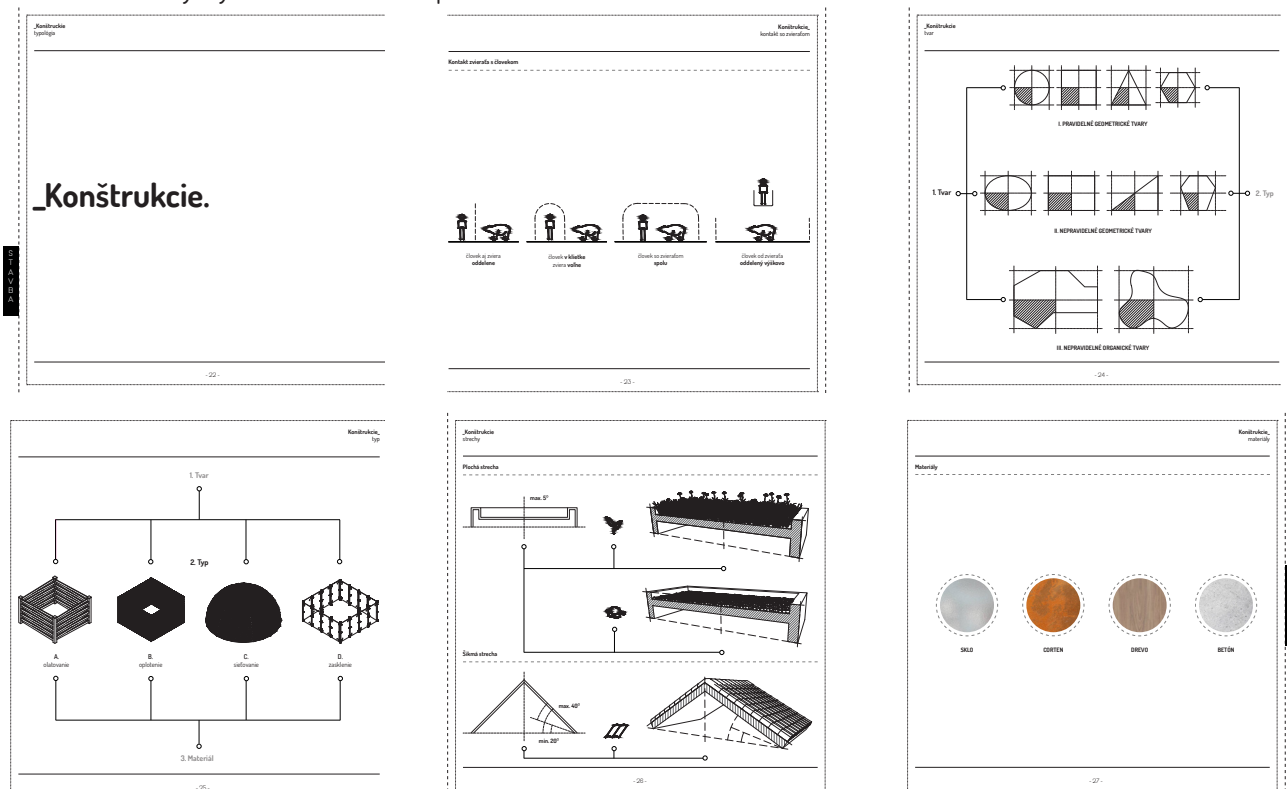 _Konštruckie
typológia
_Konštrukcie.
S
T
A
V
B
A
- 22 -
Konštrukcie_
kontakt so zvieraťom
Kontakt zvieraťa s človekom
človek aj zviera
oddelene
človek v klietke
zviera voľne
človek so zvieraťom
spolu
človek od zvieraťa
oddelený výškovo
- 23 -
_Konštrukcie
tvar
I. PRAVIDELNÉ GEOMETRICKÉ TVARY
1. Tvar
2. Typ
II. NEPRAVIDELNÉ GEOMETRICKÉ TVARY
III. NEPRAVIDELNÉ ORGANICKÉ TVARY
- 24 -
Konštrukcie_
typ
1. Tvar
2. Typ
A.
olatovanie
B.
oplotenie
C.
sieťovanie
D.
zasklenie
3. Materiál
- 25 -
_Konštrukcie
strechy
Plochá strecha
max. 5°
Šikmá strecha
max. 40°
min. 20°
- 26 -
Konštrukcie_
materiály
Materiály
SKLO
CORTEN
DREVO
BETÓN
- 27 -